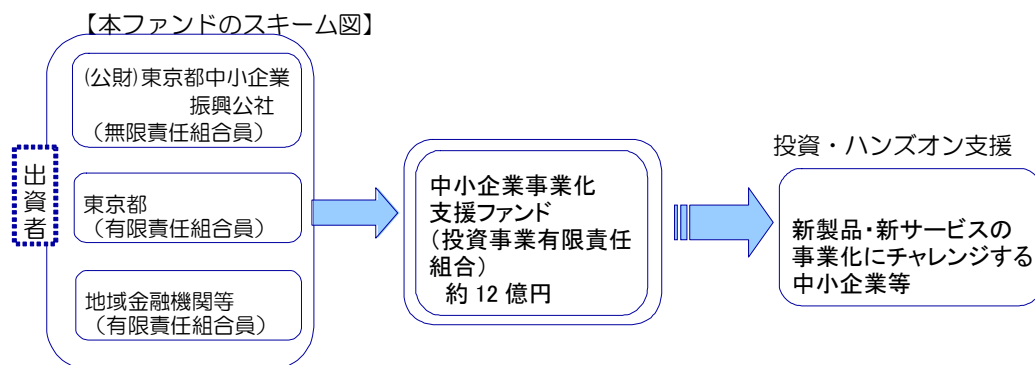 【本ファンドのスキーム図】
出資者
(公財)東京都中小企業
振興公社
（無限責任組合員）
東京都
（有限責任組合員）
地域金融機関等
（有限責任組合員）
中小企業事業化
支援ファンド
（投資事業有限責任
組合）
約 12 億円
投資・ハンズオン支援
新製品・新サービスの
事業化にチャレンジする
中小企業等